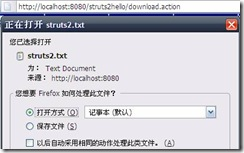 http://localhost:8080/struts2hello/download.action
正在打开 struts2.txt
您已选择打开
struts2.txt
为： Text Document
来源： http://localhost:8080
您想要 Firefox 如何处理此文件？
打开方式(O) 记事本（默认）
保存文件(S)
以后自动采用相同的动作处理此类文件。(A)